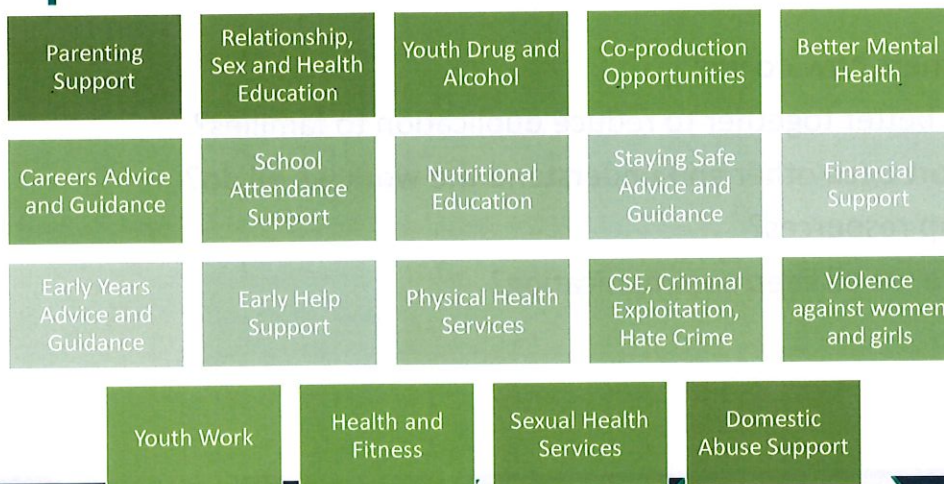 Parenting
Support
Relationship,
Sex and Health
Education
Youth Drug and
Alcohol
Co-production
Opportunities
Better Mental
Health
Careers Advice
and Guidance
School
Attendance
Support
Nutritional
Education
Staying Safe
Advice and
Guidance
Financial
Support
Early Years
Advice and
Guidance
Early Help
Support
Physical Health
Services
CSE, Criminal
Exploitation,
Hate Crime
Violence
against women
and girls
Youth Work
Health and
Fitness
Sexual Health
Services
Domestic
Abuse Support